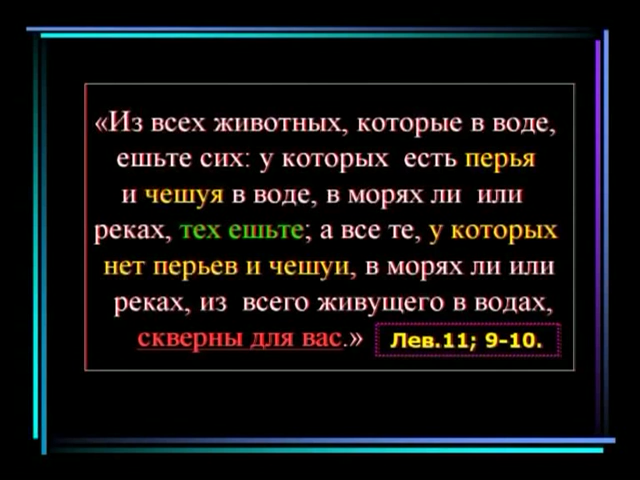 «Из всех животных, которые в воде,
ешьте сих: у которых есть перья
и чешуя в воде, в морях ли или
реках, тех ешьте; а все те, у которых
нет перьев и чешуи, в морях ли или
реках, из всего живущего в водах,
скверны для вас.» Лев.11; 9-10.